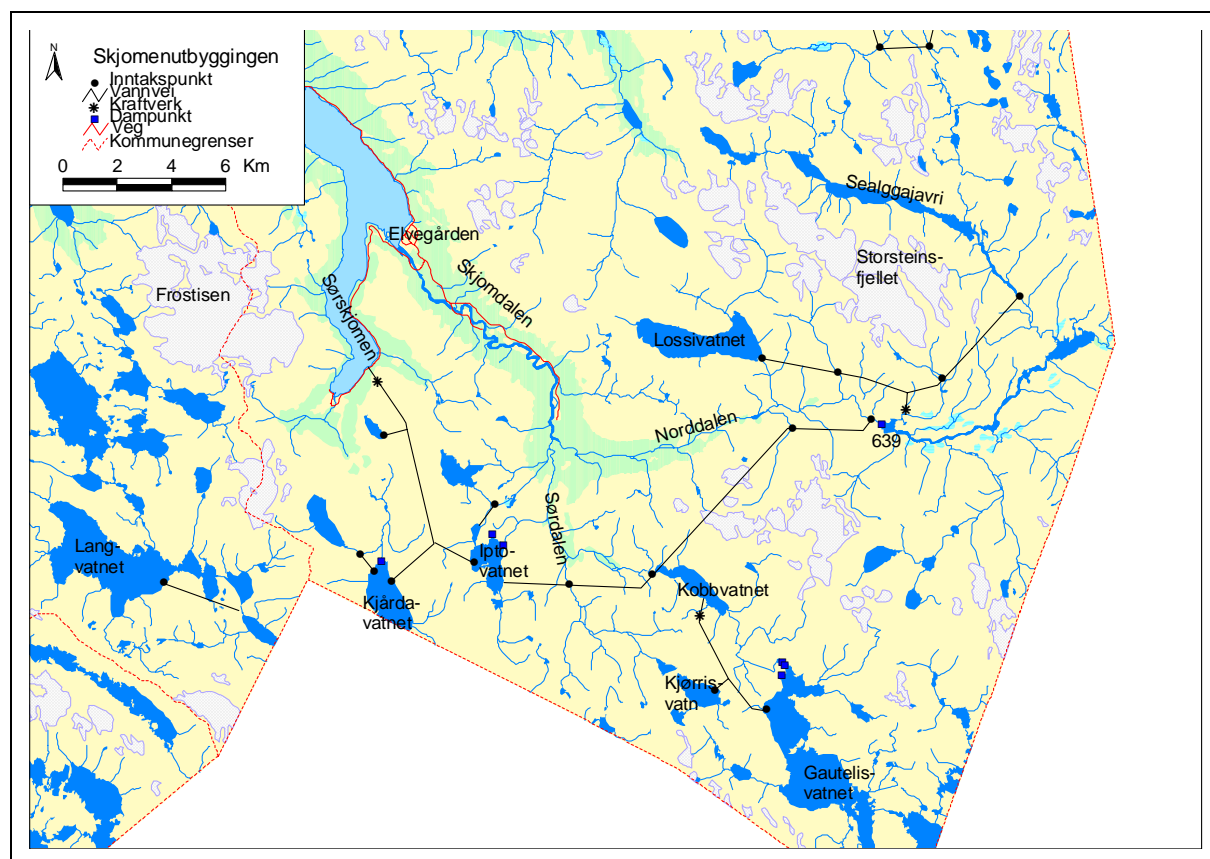 N
Skjomenutbyggingen
Inntakspunkt
Vannvei
Kraftverk
Dampunkt
Veg
Kommunegrenser
0 2 4 6 Km
Sealggajavri
Elvegården
Skjomdalen
Storsteins-
fjellet
Frostisen
Sørskjomen
Lossivatnet
Norddalen
639
Sørdalen
Lang-
vatnet
Ipto-
vatnet
Kjårda-
vatnet
Kobbvatnet
Kjørris-
vatn
Gautelis-
vatnet